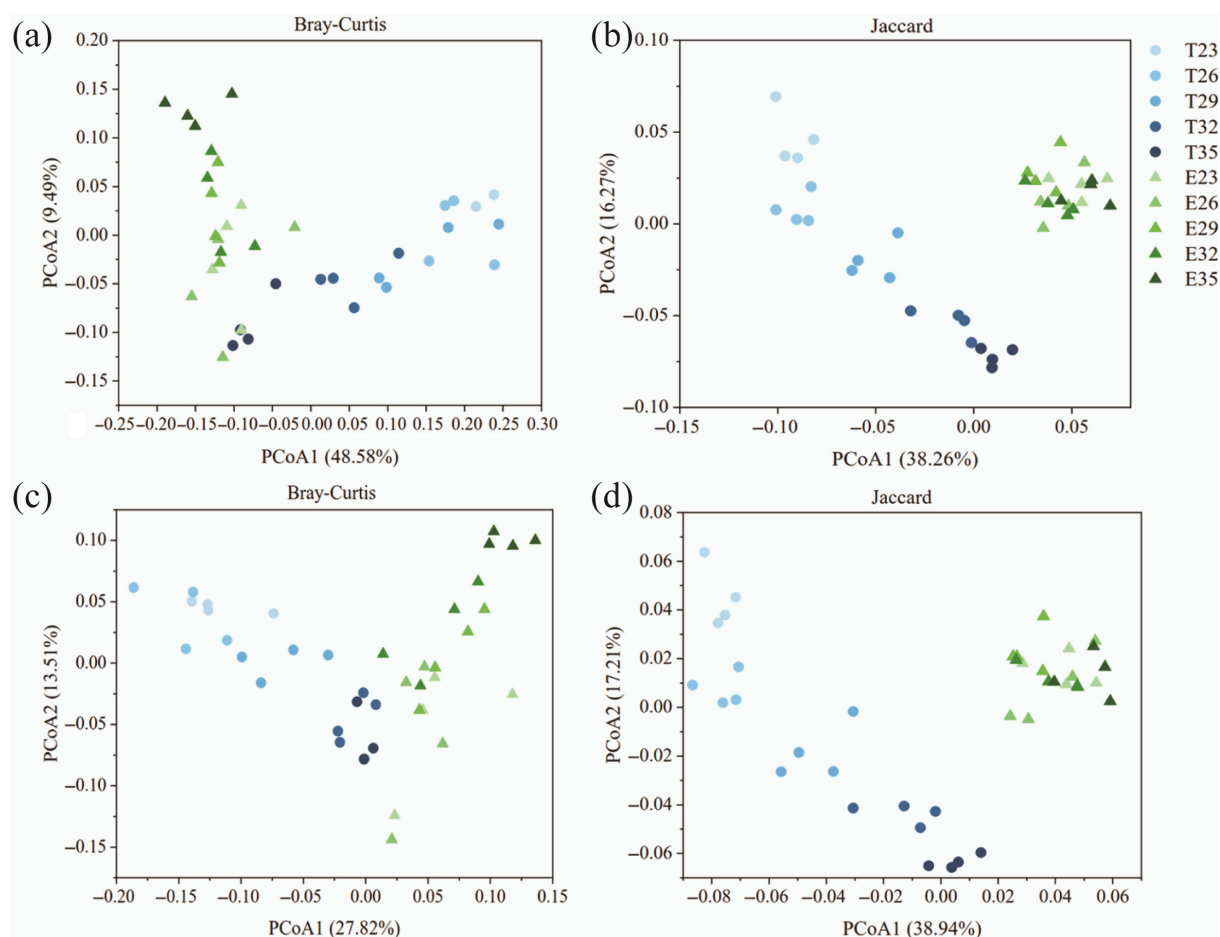 (a)
Bray-Curtis
0.20
0.15
0.10
0.05
0.00
−0.05
−0.10
−0.15
PCoA2 (9.49%)
−0.25 −0.20 −0.15 −0.10 −0.05 0.00 0.05 0.10 0.15 0.20 0.25 0.30
PCoA1 (48.58%)
(b)
Jaccard
0.10
0.05
0.00
−0.05
−0.10
PCoA2 (16.27%)
−0.15 −0.10 −0.05 0.00 0.05
PCoA1 (38.26%)
T23
T26
T29
T32
T35
E23
E26
E29
E32
E35
(c)
Bray-Curtis
0.10
0.05
0.00
−0.05
−0.10
−0.15
PCoA2 (13.51%)
−0.20 −0.15 −0.10 −0.05 0.00 0.05 0.10 0.15
PCoA1 (27.82%)
(d)
Jaccard
0.08
0.06
0.04
0.02
0.00
−0.02
−0.04
−0.06
PCoA2 (17.21%)
−0.08 −0.06 −0.04 −0.02 0.00 0.02 0.04 0.06
PCoA1 (38.94%)